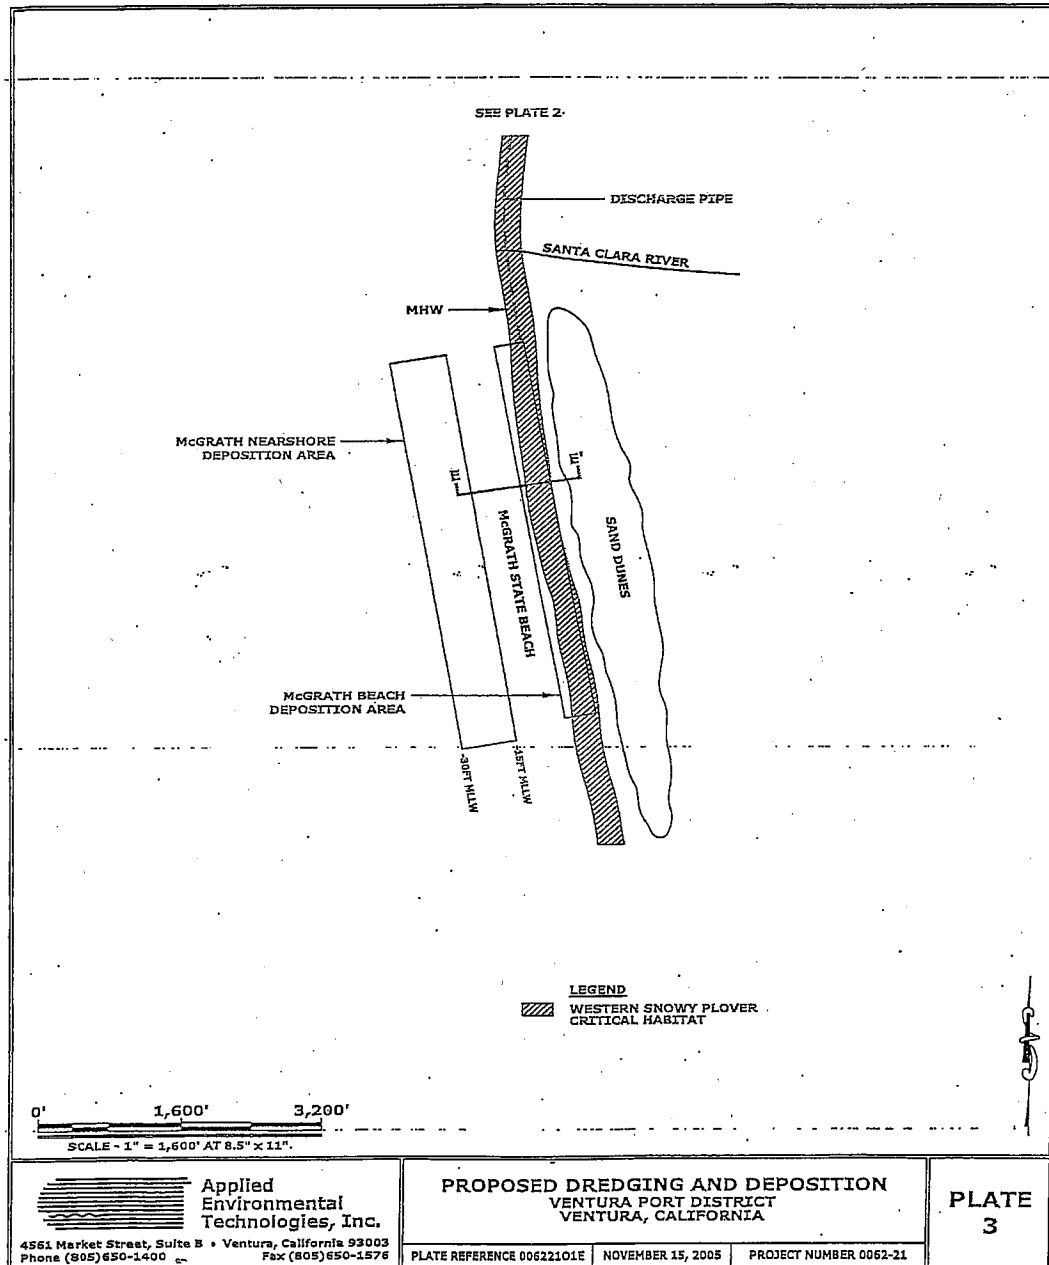 SEE PLATE 2
DISCHARGE PIPE
SANTA CLARA RIVER
MHW
McGRATH NEARSHORE
DEPOSITION AREA
E'
E"
McGRATH STATE BEACH
SAND DUNES
McGRATH BEACH
DEPOSITION AREA
-30FT MLLW
-15FT MLLW
LEGEND
WESTERN SNOWY PLOVER
CRITICAL HABITAT
0' 1,600' 3,200'
SCALE - 1" = 1,600' AT 8.5" x 11".
Applied
Environmental
Technologies, Inc.
4561 Market Street, Suite B • Ventura, California 93003
Phone (805)650-1400 Fax (805)650-1576
PROPOSED DREDGING AND DEPOSITION
VENTURA PORT DISTRICT
VENTURA, CALIFORNIA
PLATE REFERENCE 00622101E NOVEMBER 15, 2005 PROJECT NUMBER 0062-21
PLATE
3